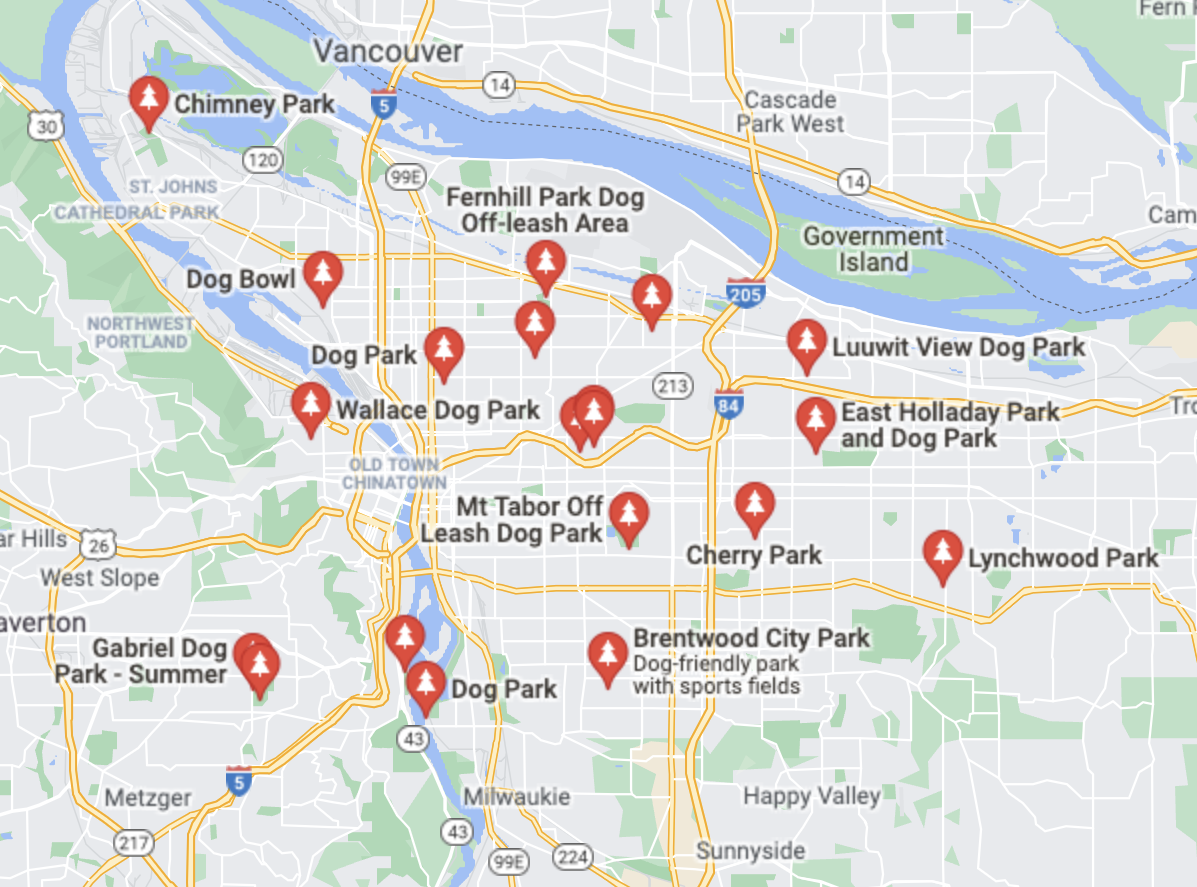 Fern
Vancouver
14
Cascade
Park West
Chimney Park
5
30
120
99E
14
ST. JOHNS
CATHEDRAL PARK
Fernhill Park Dog
Off-leash Area
Cam
Government
Island
Dog Bowl
205
NORTHWEST
PORTLAND
Dog Park
Luuwit View Dog Park
213
84
Wallace Dog Park
East Holladay Park
and Dog Park
Tro
OLD TOWN
CHINATOWN
Mt Tabor Off
Leash Dog Park
ar Hills
26
Cherry Park
Lynchwood Park
West Slope
averton
Gabriel Dog
Park - Summer
Brentwood City Park
Dog-friendly park
with sports fields
Dog Park
43
5
Metzger
Milwaukie
Happy Valley
217
43
99E
224
Sunnyside